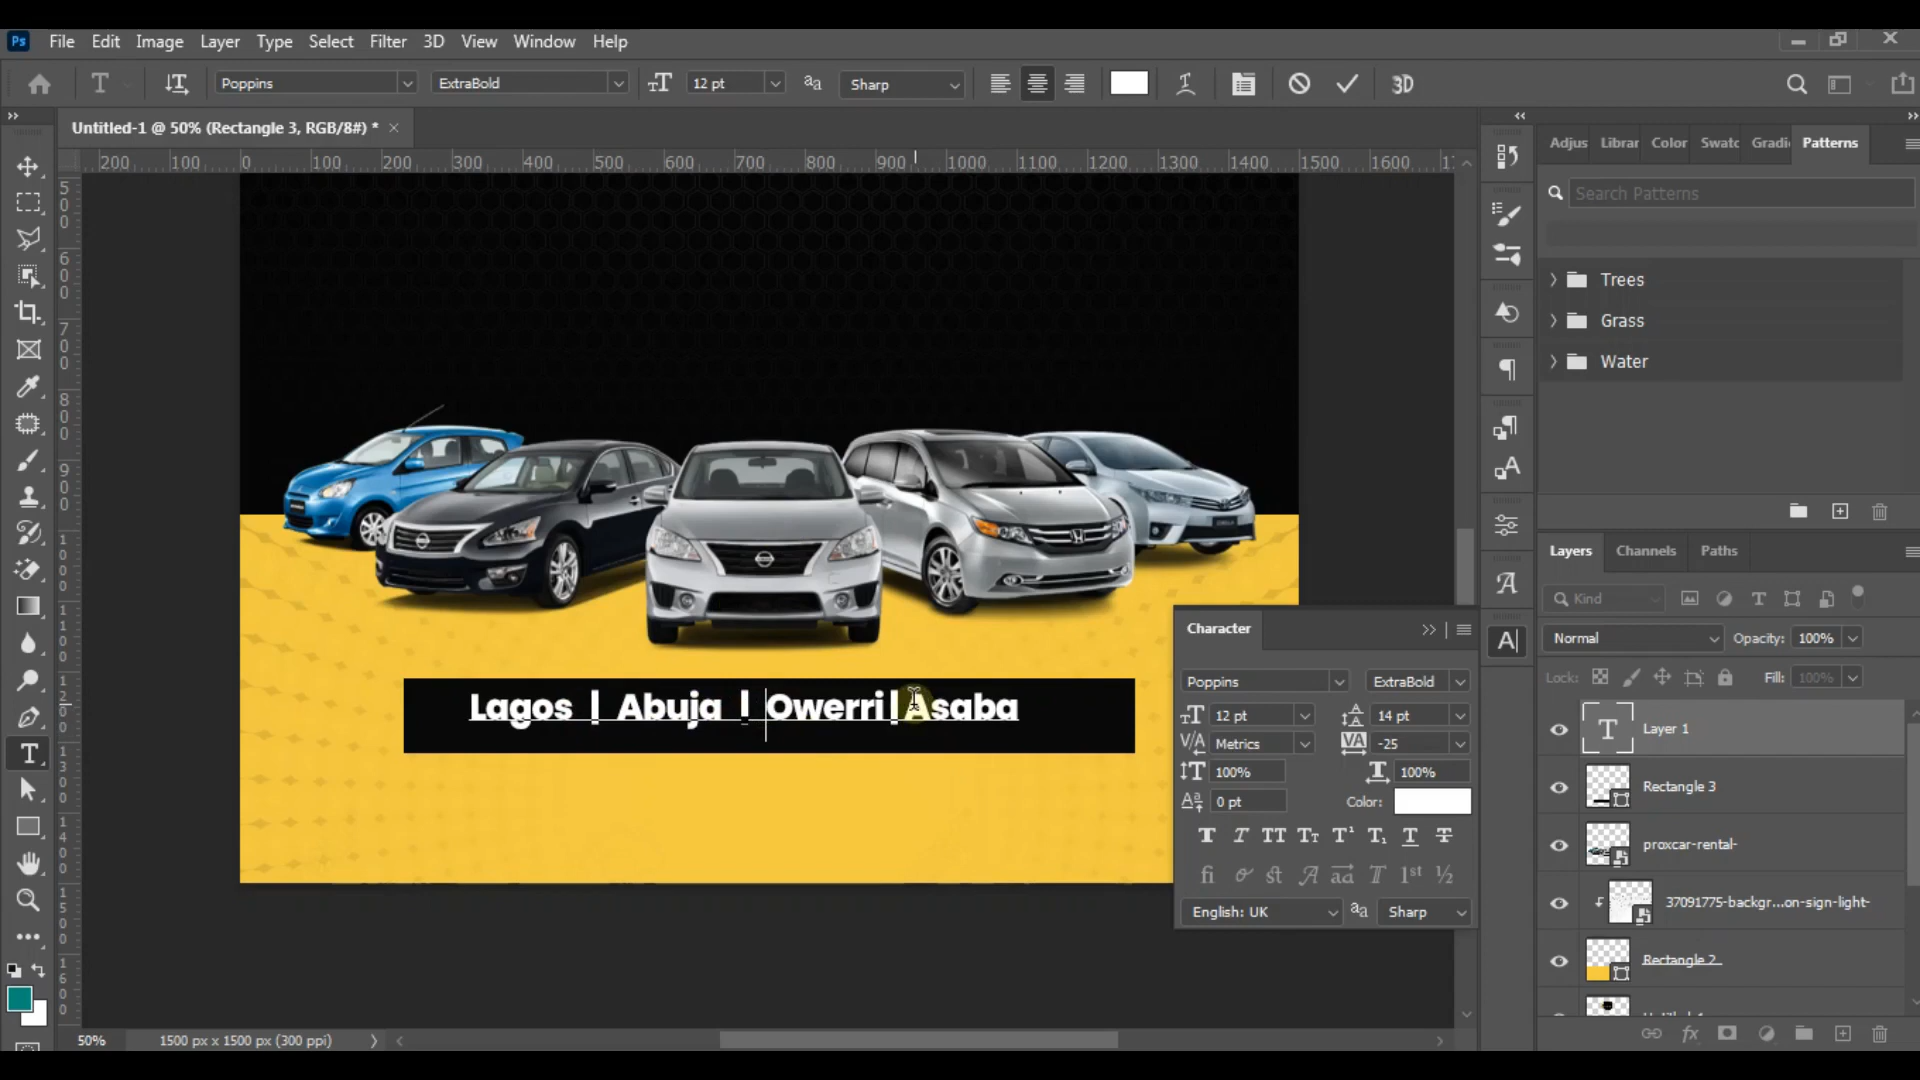 Ps File Edit Image Layer Type Select Filter 3D View Window Help
Poppins ExtraBold 12 pt Sharp 3D
Untitled-1 @ 50% (Rectangle 3, RGB/8#) * ×
Adjus Librar Color Swatc Gradi Patterns
200 100 0 100 200 300 400 500 600 700 800 900 1000 1100 1200 1300 1400 1500 1600
Search Patterns
Trees
Grass
Water
Layers Channels Paths
Kind
Normal Opacity: 100%
Lock: Fill: 100%
Layer 1
Rectangle 3
proxcar-rental-
37091775-backgr...on-sign-light-
Rectangle 2
Lagos | Abuja | Owerri | Asaba
Character
Poppins ExtraBold
12 pt 14 pt
Metrics -25
100% 100%
0 pt Color:
English: UK Sharp
50% 1500 px x 1500 px (300 ppi)